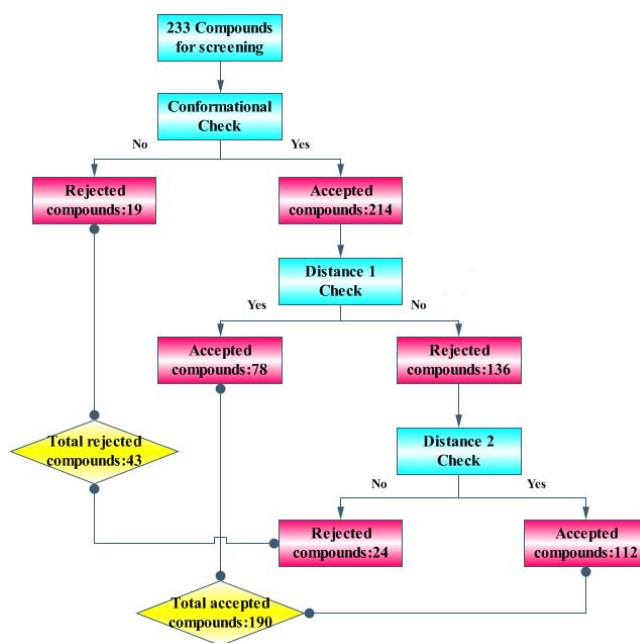 233 Compounds
for screening
Conformational
Check
No
Yes
Rejected
compounds:19
Accepted
compounds:214
Distance 1
Check
Yes
No
Accepted
compounds:78
Rejected
compounds:136
Total rejected
compounds:43
Distance 2
Check
No
Yes
Rejected
compounds:24
Accepted
compounds:112
Total accepted
compounds:190